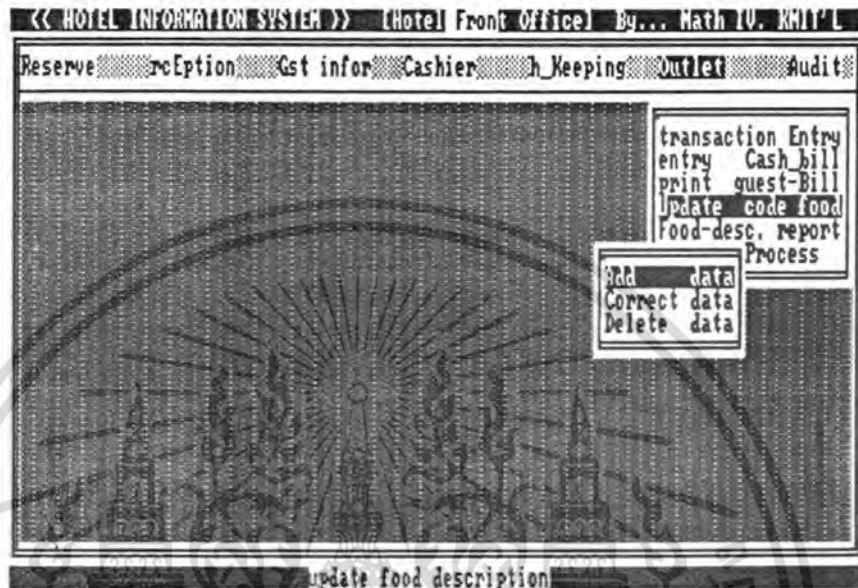 << HOTEL INFORMATION SYSTEM >> [Hotel Front Office] By... Math IV. KMIT'L
Reserve rcEption Gst infor Cashier h_Keeping Outlet Audit
transaction Entry
entry Cash_bill
print guest-Bill
Update code food
Food-desc. report
Process
Add data
Correct data
Delete data
update food description